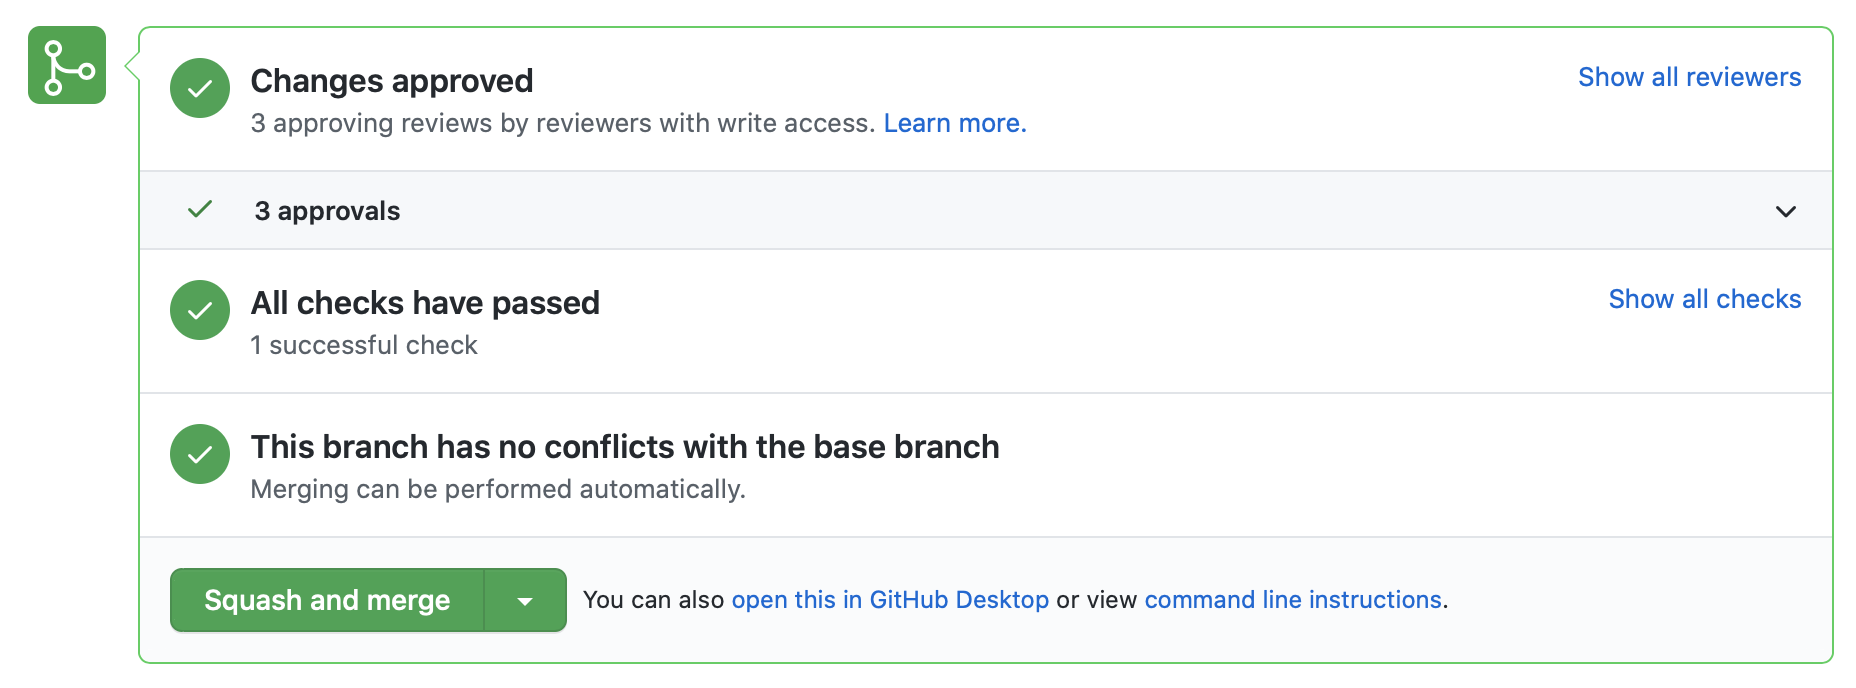 Changes approved
Show all reviewers
3 approving reviews by reviewers with write access. Learn more.
3 approvals
All checks have passed
Show all checks
1 successful check
This branch has no conflicts with the base branch
Merging can be performed automatically.
Squash and merge
You can also open this in GitHub Desktop or view command line instructions.